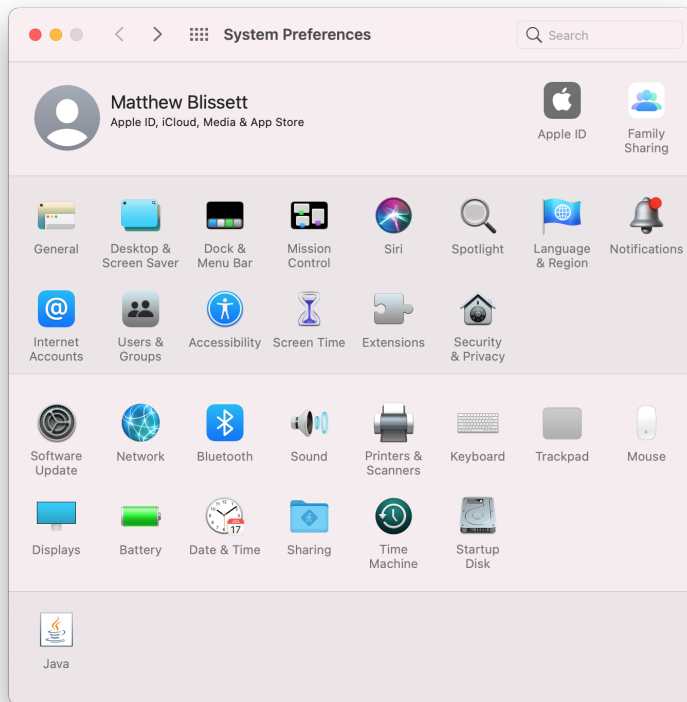 System Preferences
Search
Matthew Blissett
Apple ID, iCloud, Media & App Store
Apple ID
Family
Sharing
General
Desktop &
Screen Saver
Dock &
Menu Bar
Mission
Control
Siri
Spotlight
Language
& Region
Notifications
@
Internet
Accounts
Users &
Groups
Accessibility
Screen Time
Extensions
Security
& Privacy
Software
Update
Network
Bluetooth
Sound
Printers &
Scanners
Keyboard
Trackpad
Mouse
17
Displays
Battery
Date & Time
Sharing
Time
Machine
Startup
Disk
Java